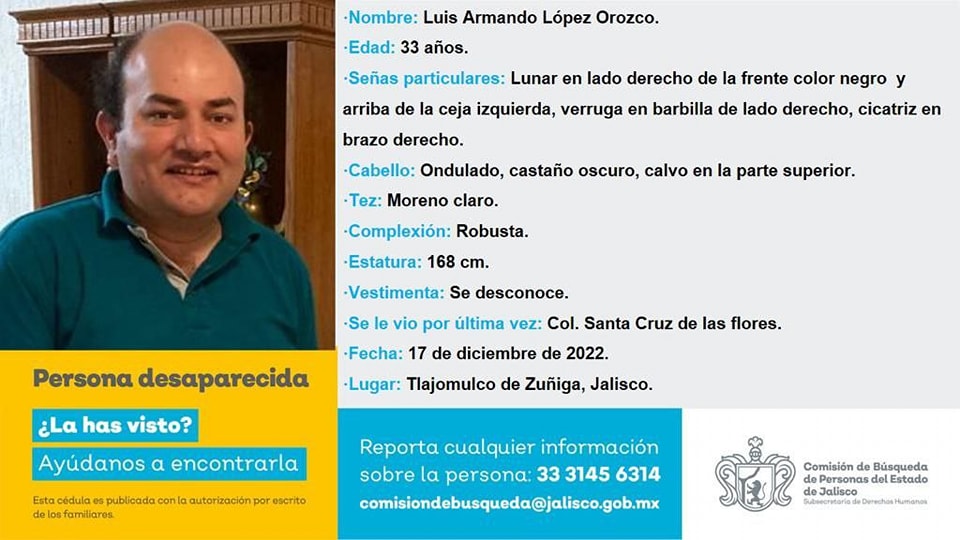 ·Nombre: Luis Armando López Orozco.
·Edad: 33 años.
·Señas particulares: Lunar en lado derecho de la frente color negro y
arriba de la ceja izquierda, verruga en barbilla de lado derecho, cicatriz en
brazo derecho.
·Cabello: Ondulado, castaño oscuro, calvo en la parte superior.
·Tez: Moreno claro.
·Complexión: Robusta.
·Estatura: 168 cm.
·Vestimenta: Se desconoce.
·Se le vio por última vez: Col. Santa Cruz de las flores.
·Fecha: 17 de diciembre de 2022.
·Lugar: Tlajomulco de Zuñiga, Jalisco.
Persona desaparecida
¿La has visto?
Ayúdanos a encontrarla
Esta cédula es publicada con la autorización por escrito
de los familiares.
Reporta cualquier información
sobre la persona: 33 3145 6314
comisiondebusqueda@jalisco.gob.mx
Comisión de Búsqueda
de Personas del Estado
de Jalisco
Subsecretaría de Derechos Humanos